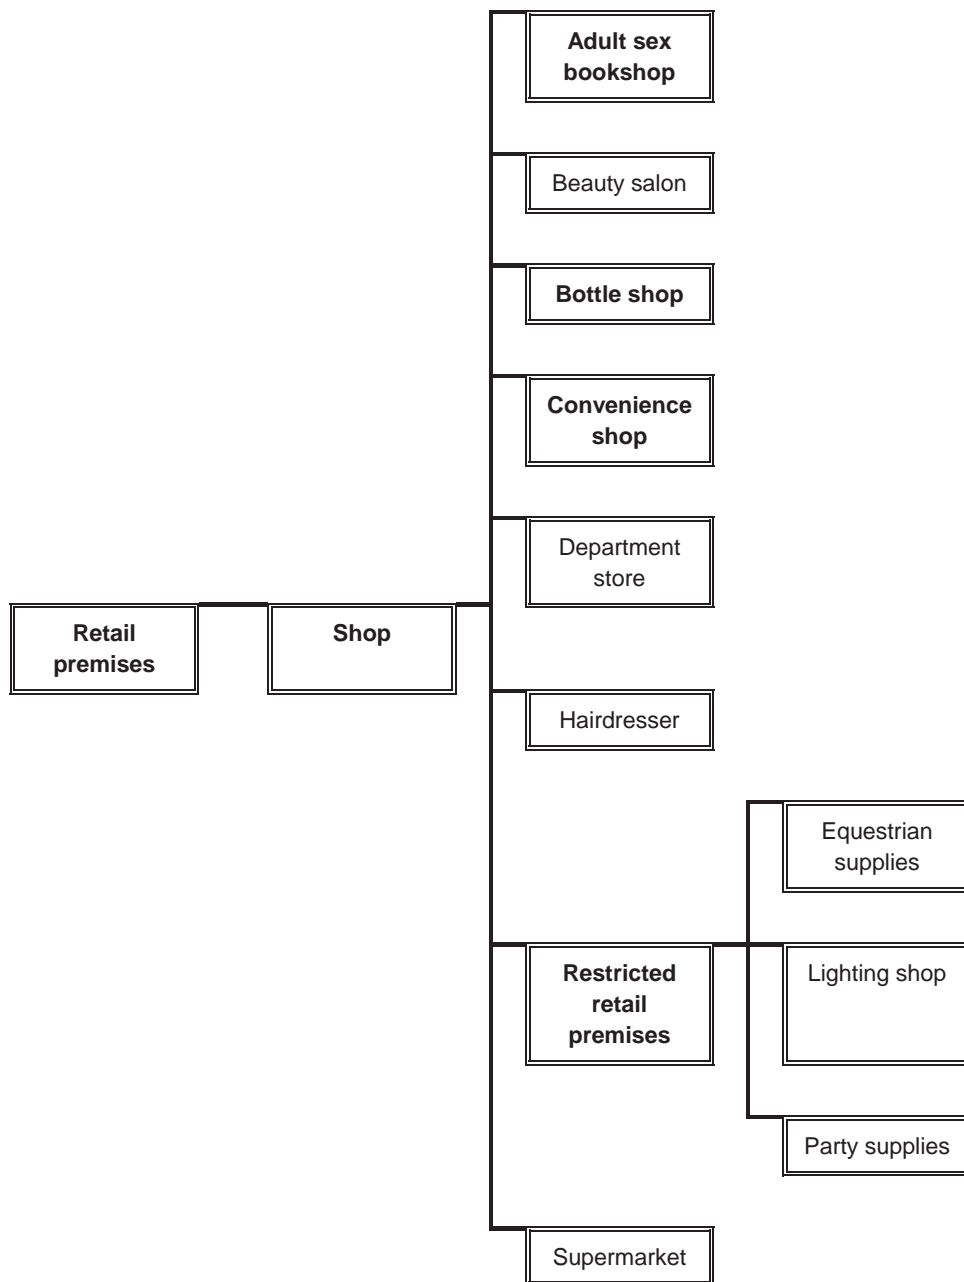 Adult sex
bookshop
Beauty salon
Bottle shop
Convenience
shop
Department
store
Retail
premises
Shop
Hairdresser
Equestrian
supplies
Restricted
retail
premises
Lighting shop
Party supplies
Supermarket